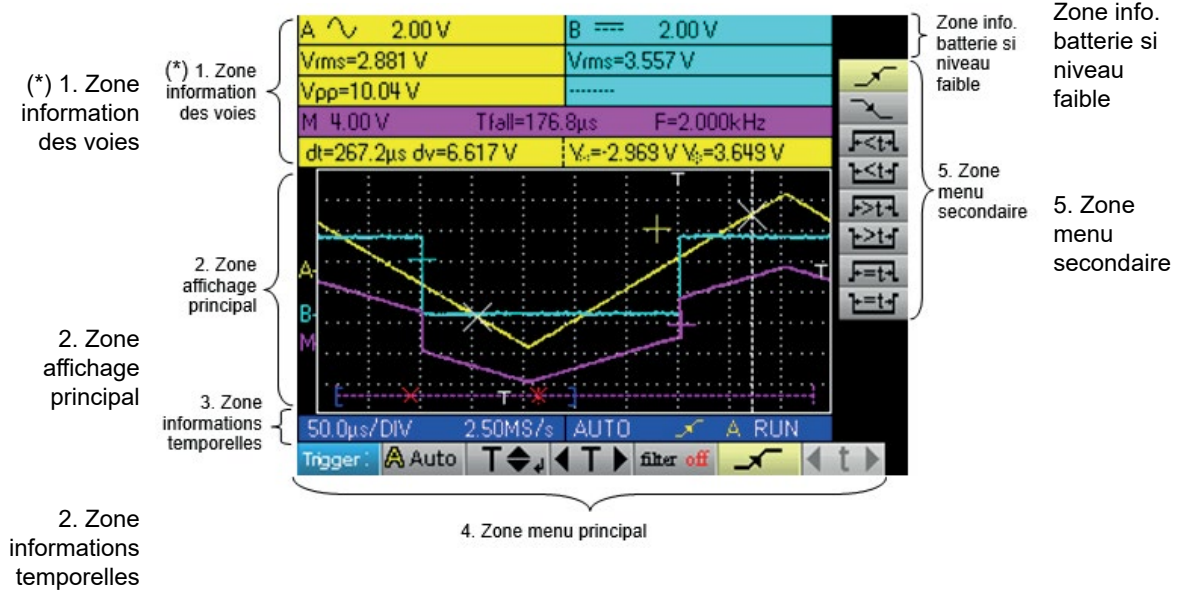 (*) 1. Zone
information
des voies
(*) 1. Zone
information
des voies
A 2.00 V
B 2.00 V
Vrms=2.881 V
Vrms=3.557 V
Vpp=10.04 V
--------
M 4.00 V Tfall=176.8µs F=2.000kHz
dt=267.2µs dv=6.617 V
=-2.969 V =3.649 V
Zone info.
batterie si
niveau
faible
Zone info.
batterie si
niveau
faible
<t
<t
>t
>t
=t
=t
5. Zone
menu
secondaire
5. Zone
menu
secondaire
2. Zone
affichage
principal
2. Zone
affichage
principal
T
A
B
M
T
T
3. Zone
informations
temporelles
50.0µs/DIV 2.50MS/s AUTO A RUN
Trigger: A Auto T T filter off t
4. Zone menu principal
2. Zone
informations
temporelles